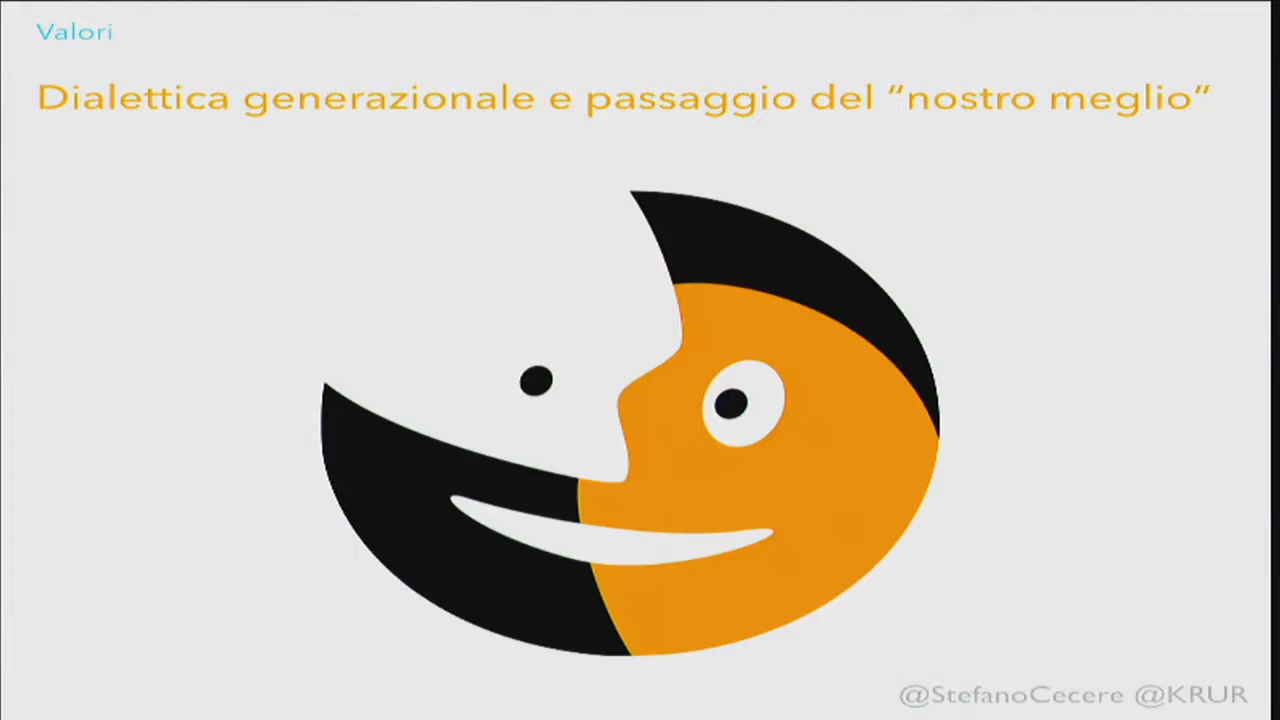 Valori
Dialettica generazionale e passaggio del “nostro meglio”
@StefanoCecere @KRUR